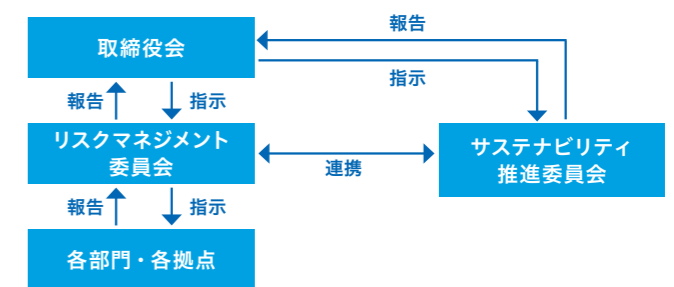 報告
取締役会
指示
報告
指示
リスクマネジメント
委員会
連携
サステナビリティ
推進委員会
報告
指示
各部門・各拠点